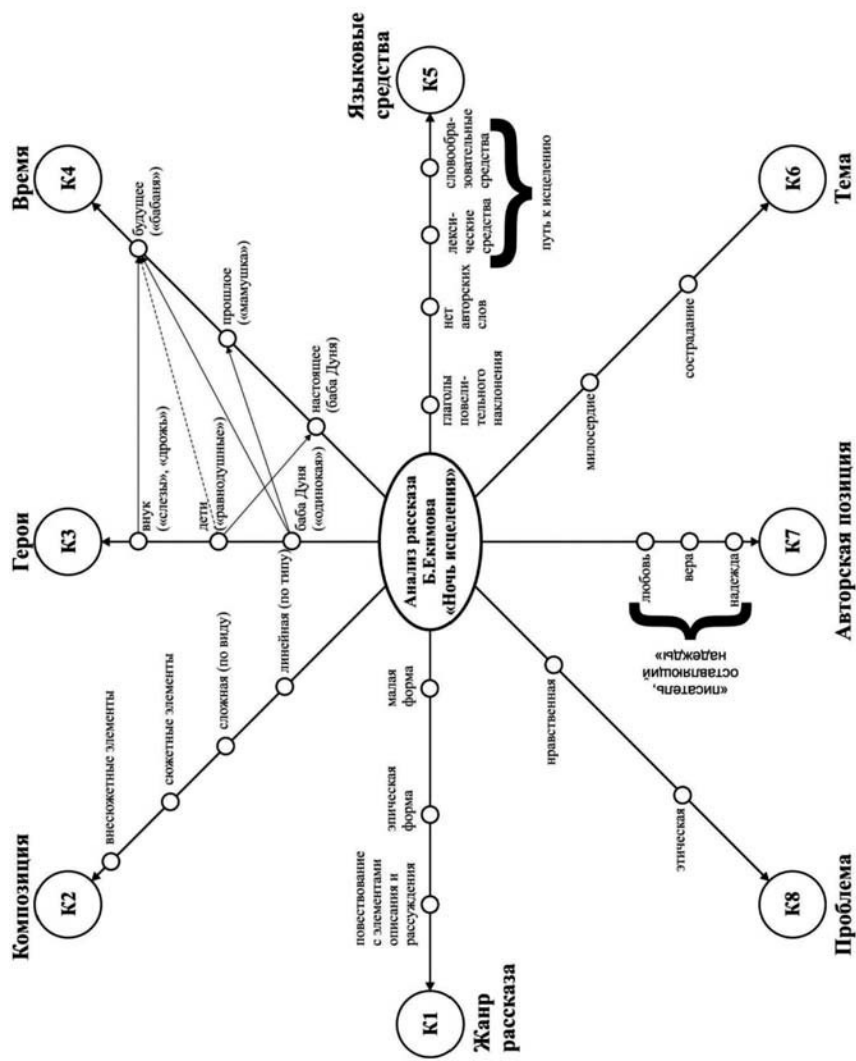 Анализ рассказа
Б.Екимова
«Ночь исцеления»
К1
Жанр
рассказа
малая
форма
эпическая
форма
повествование
с элементами
описания и
рассуждения
К2
Композиция
линейная (по типу)
сложная (по виду)
сюжетные элементы
внесюжетные элементы
К3
Герои
баба Дуня
(«одинокая»)
дети
(«равнодушные»)
внук
(«слезы», «дрожь»)
К4
Время
настоящее
(баба Дуня)
прошлое
(«мамушка»)
будущее
(«бабаня»)
К5
Языковые
средства
глаголы
повели-
тельного
наклонения
нет
авторских
слов
лекси-
ческие
средства
словообра-
зовательные
средства
путь к исцелению
К6
Тема
милосердие
сострадание
К7
Авторская позиция
любовь
вера
надежда
«писатель,
оставляющий
надежды»
К8
Проблема
нравственная
этическая